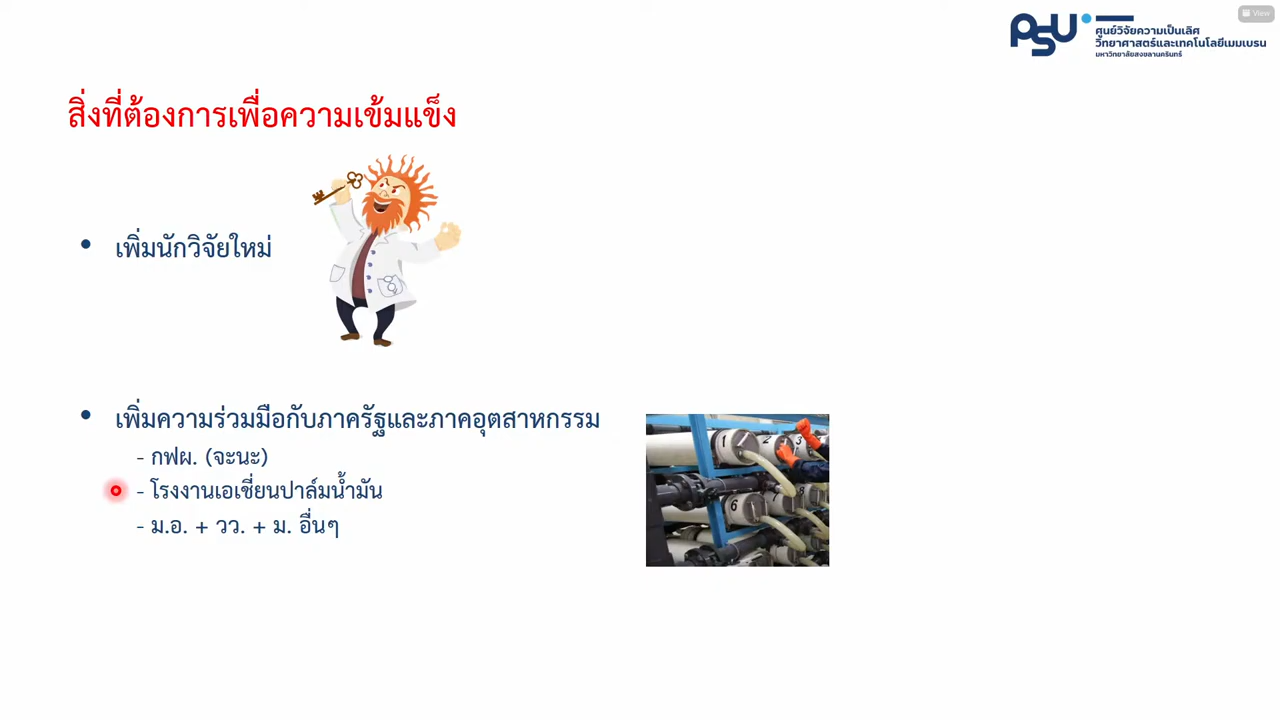 View
PSU
ศูนย์วิจัยความเป็นเลิศ
วิทยาศาสตร์และเทคโนโลยีเมมเบรน
มหาวิทยาลัยสงขลานครินทร์
สิ่งที่ต้องการเพื่อความเข้มแข็ง
• เพิ่มนักวิจัยใหม่
• เพิ่มความร่วมมือกับภาครัฐและภาคอุตสาหกรรม
- กฟผ. (จะนะ)
- โรงงานเอเชี่ยนปาล์มน้ำมัน
- ม.อ. + วว. + ม. อื่นๆ
1 2 3
6 7 8